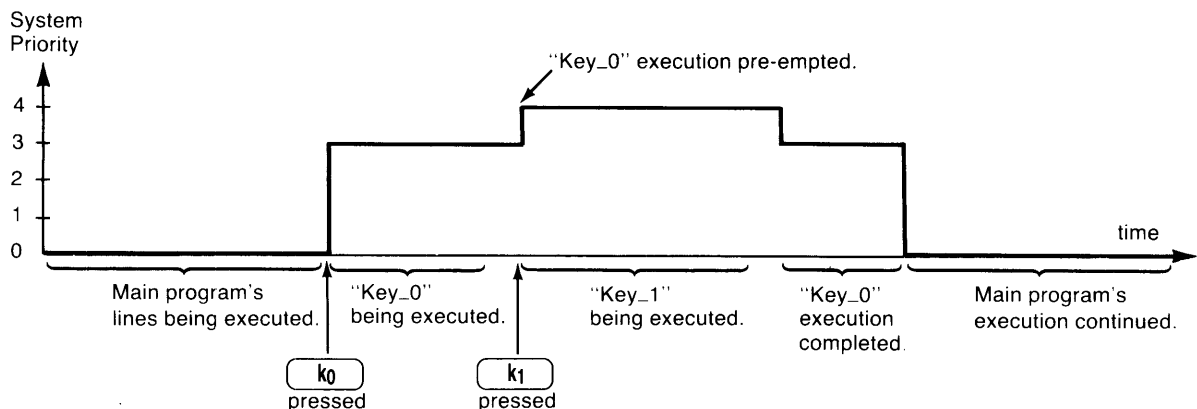 System
Priority
"Key_0" execution pre-empted.
4
3
2
1
0
time
Main program's
lines being executed.
"Key_0"
being executed.
"Key_1"
being executed.
"Key_0"
execution
completed.
Main program's
execution continued.
k0
pressed
k1
pressed